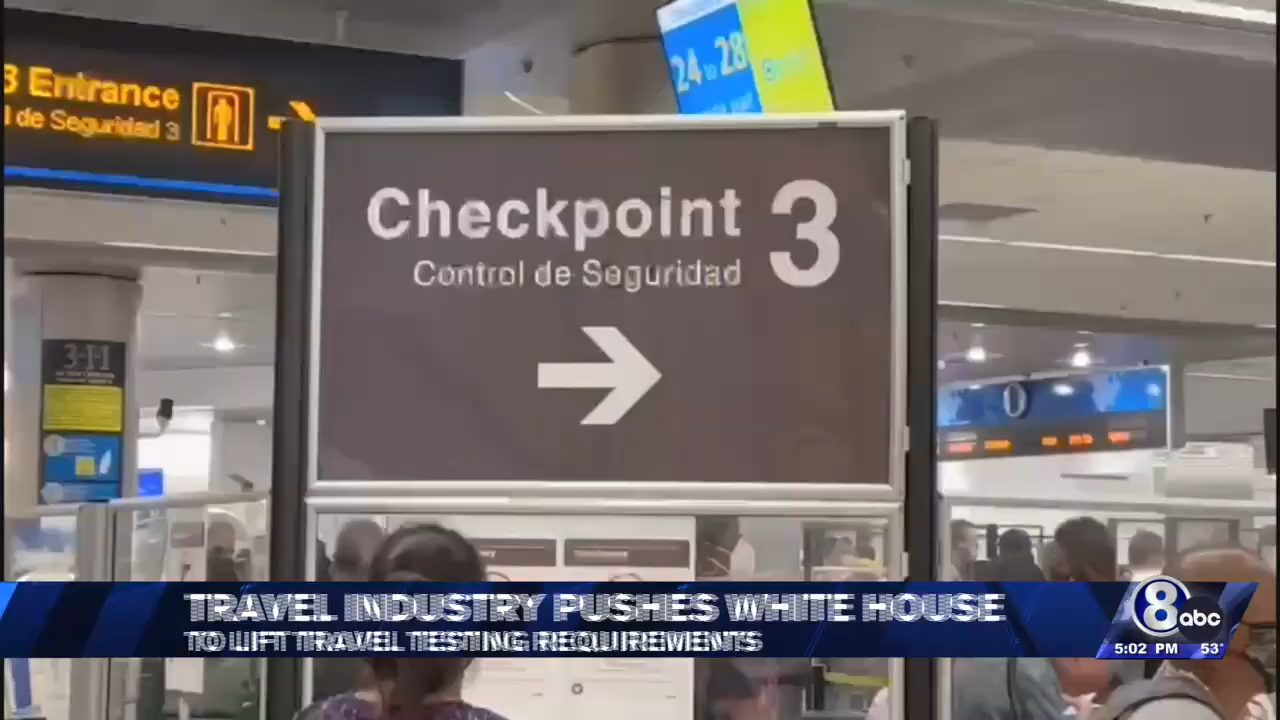 24 to 28
3 Entrance
l de Seguridad 3
Checkpoint 3
Control de Seguridad
3-1-1
TRAVEL INDUSTRY PUSHES WHITE HOUSE
TO LIFT TRAVEL TESTING REQUIREMENTS
8 abc
5:02 PM 53°